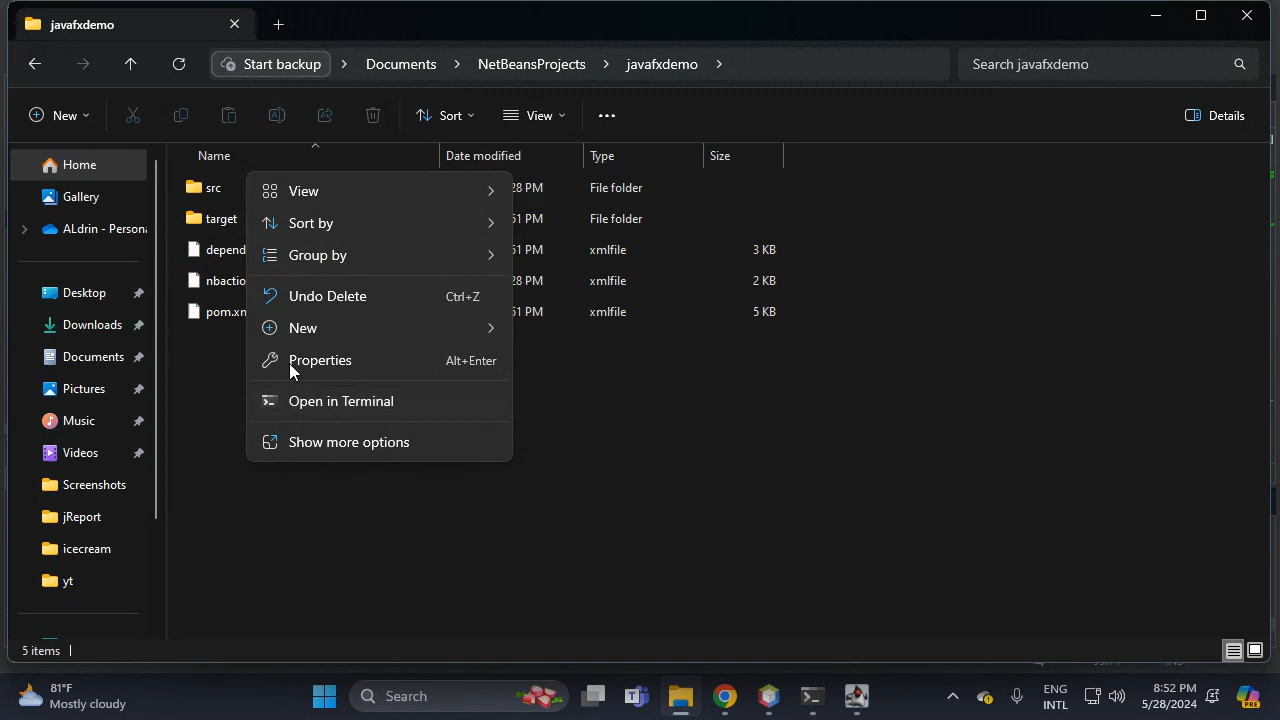 javafxdemo
Start backup
Documents
NetBeansProjects
javafxdemo
Search javafxdemo
New
Sort
View
Details
Name
Date modified
Type
Size
Home
Gallery
ALdrin - Persona
Desktop
Downloads
Documents
Pictures
Music
Videos
Screenshots
jReport
icecream
yt
src
28 PM
File folder
target
51 PM
File folder
depend
51 PM
xmlfile
3 KB
nbactio
28 PM
xmlfile
2 KB
51 PM
xmlfile
5 KB
View
Sort by
Group by
Undo Delete Ctrl+Z
New
Properties Alt+Enter
Open in Terminal
Show more options
5 items
81°F
Mostly cloudy
Search
ENG
INTL
8:52 PM
5/28/2024
PRE